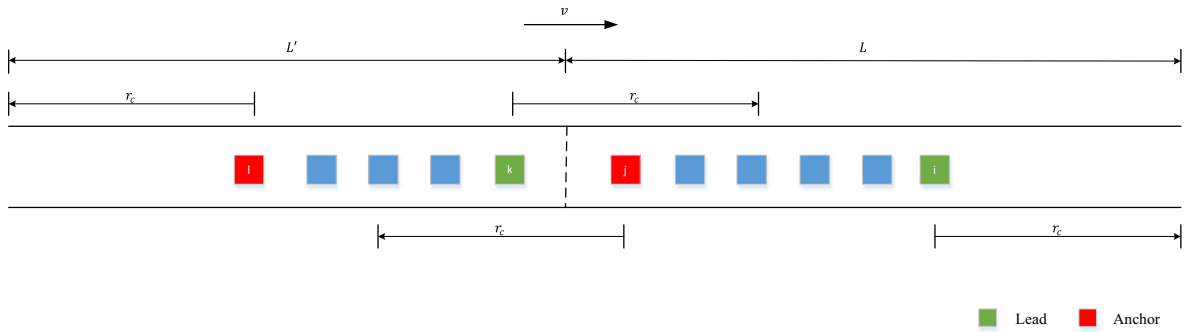 v
L′ L
r_c r_c
l k j i
r_c r_c
Lead Anchor